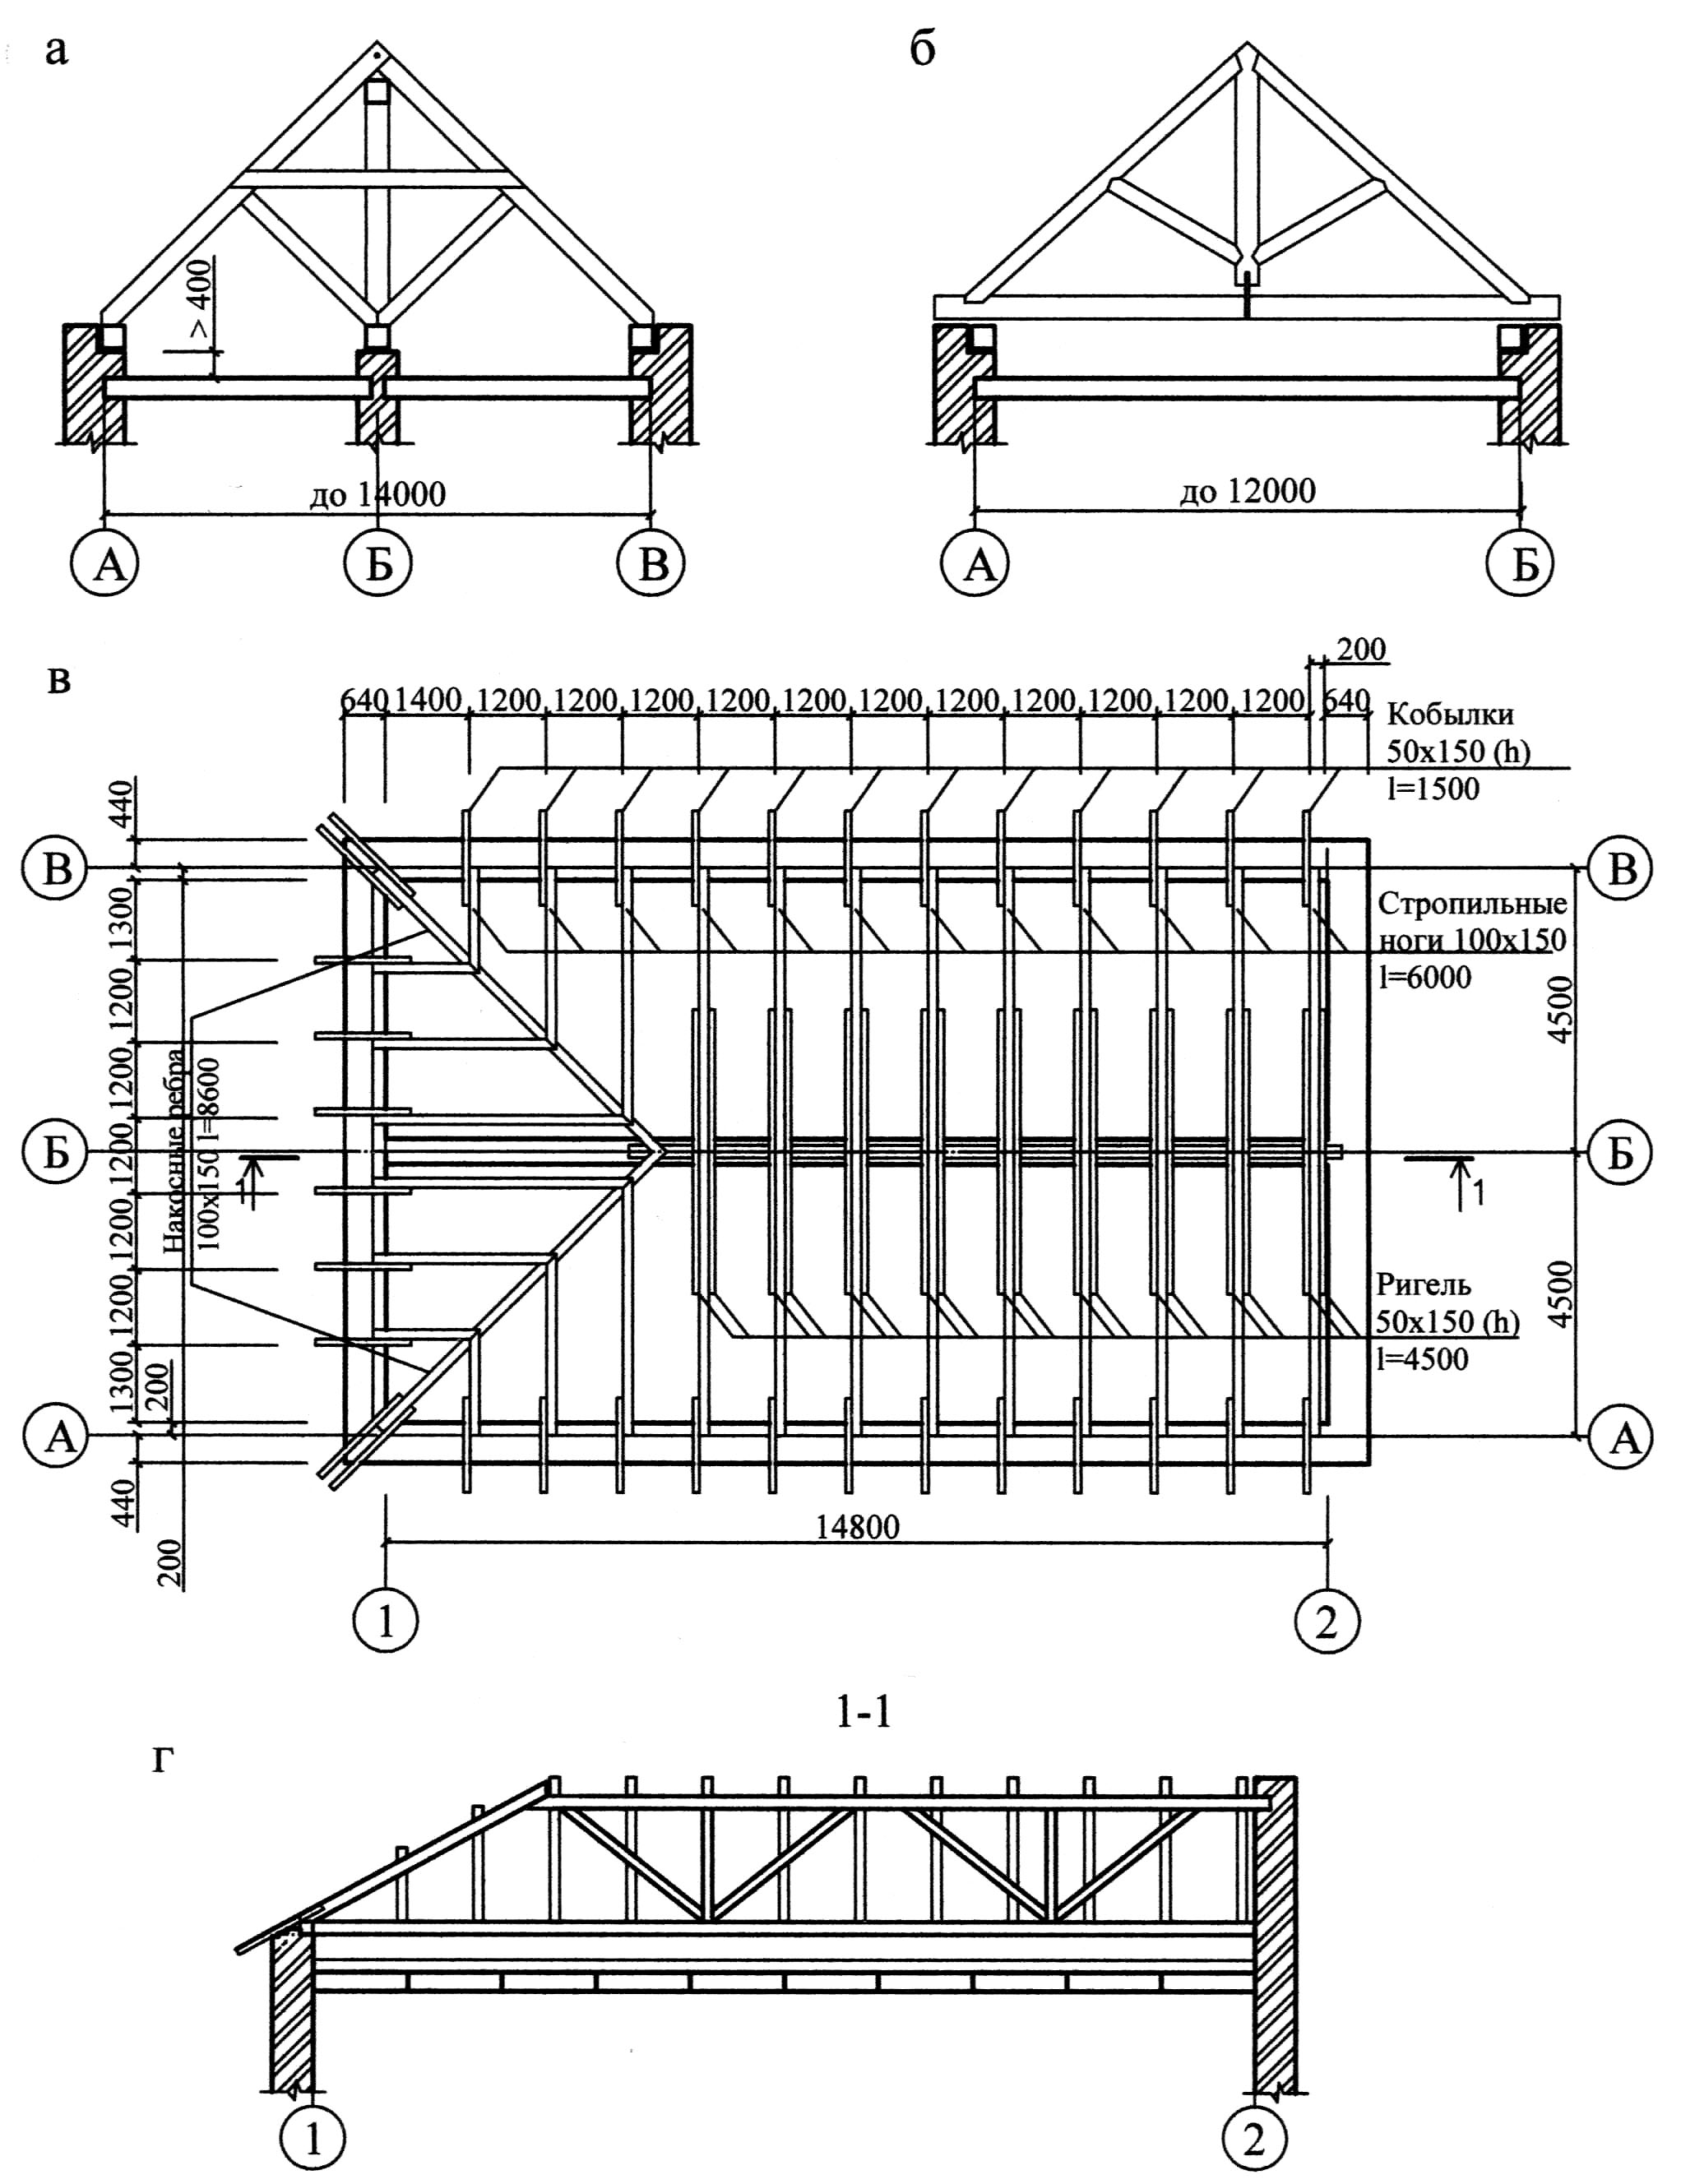 а
б
> 400
до 14000
до 12000
А
Б
В
А
Б
в
200
640
1400
1200
1200
1200
1200
1200
1200
1200
1200
1200
1200
1200
640
Кобылки
50х150 (h)
l=1500
440
В
В
1300
Стропильные
ноги 100х150
l=6000
1200
4500
1200
Накосные ребра
100х150 l=8600
Б
1200
Б
1
1
1200
1200
4500
Ригель
50х150 (h)
l=4500
1300
200
А
А
440
14800
200
1
2
1-1
г
1
2